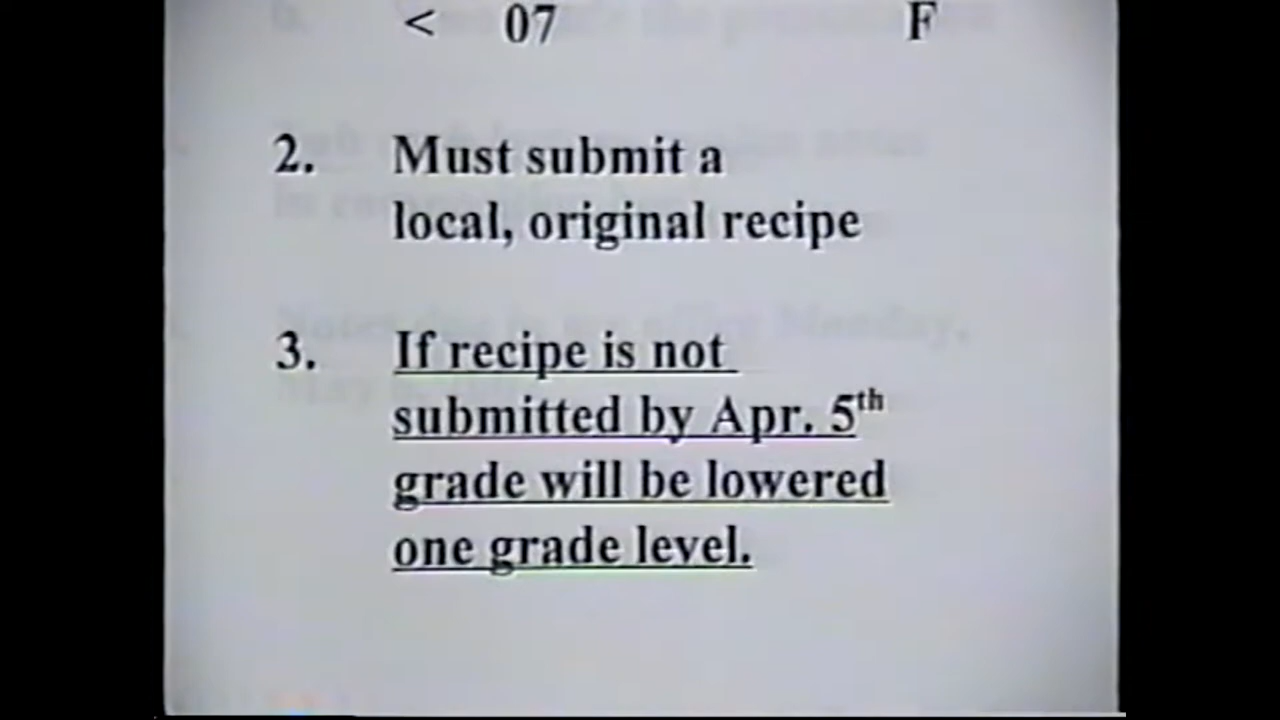 < 07 F
2. Must submit a
local, original recipe
3. If recipe is not
submitted by Apr. 5th
grade will be lowered
one grade level.